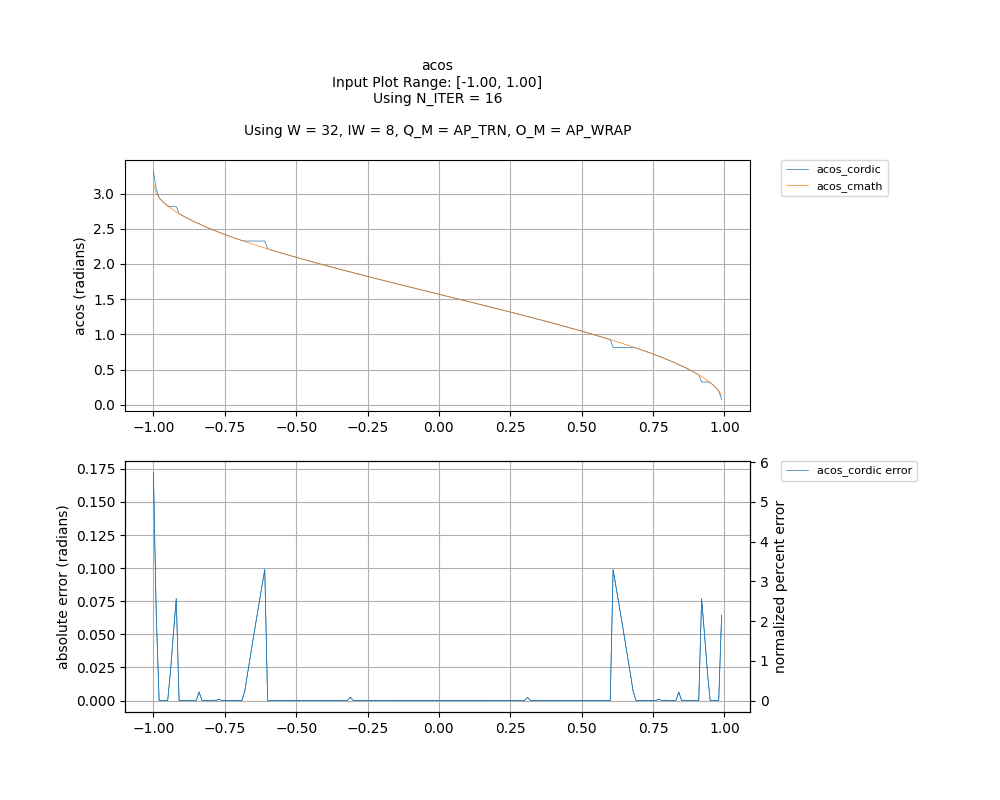 acos
Input Plot Range: [-1.00, 1.00]
Using N_ITER = 16
Using W = 32, IW = 8, Q_M = AP_TRN, O_M = AP_WRAP
acos (radians)
3.0
2.5
2.0
1.5
1.0
0.5
0.0
−1.00 −0.75 −0.50 −0.25 0.00 0.25 0.50 0.75 1.00
acos_cordic
acos_cmath
absolute error (radians)
0.175
0.150
0.125
0.100
0.075
0.050
0.025
0.000
−1.00 −0.75 −0.50 −0.25 0.00 0.25 0.50 0.75 1.00
6
5
4
3
2
1
0
normalized percent error
acos_cordic error